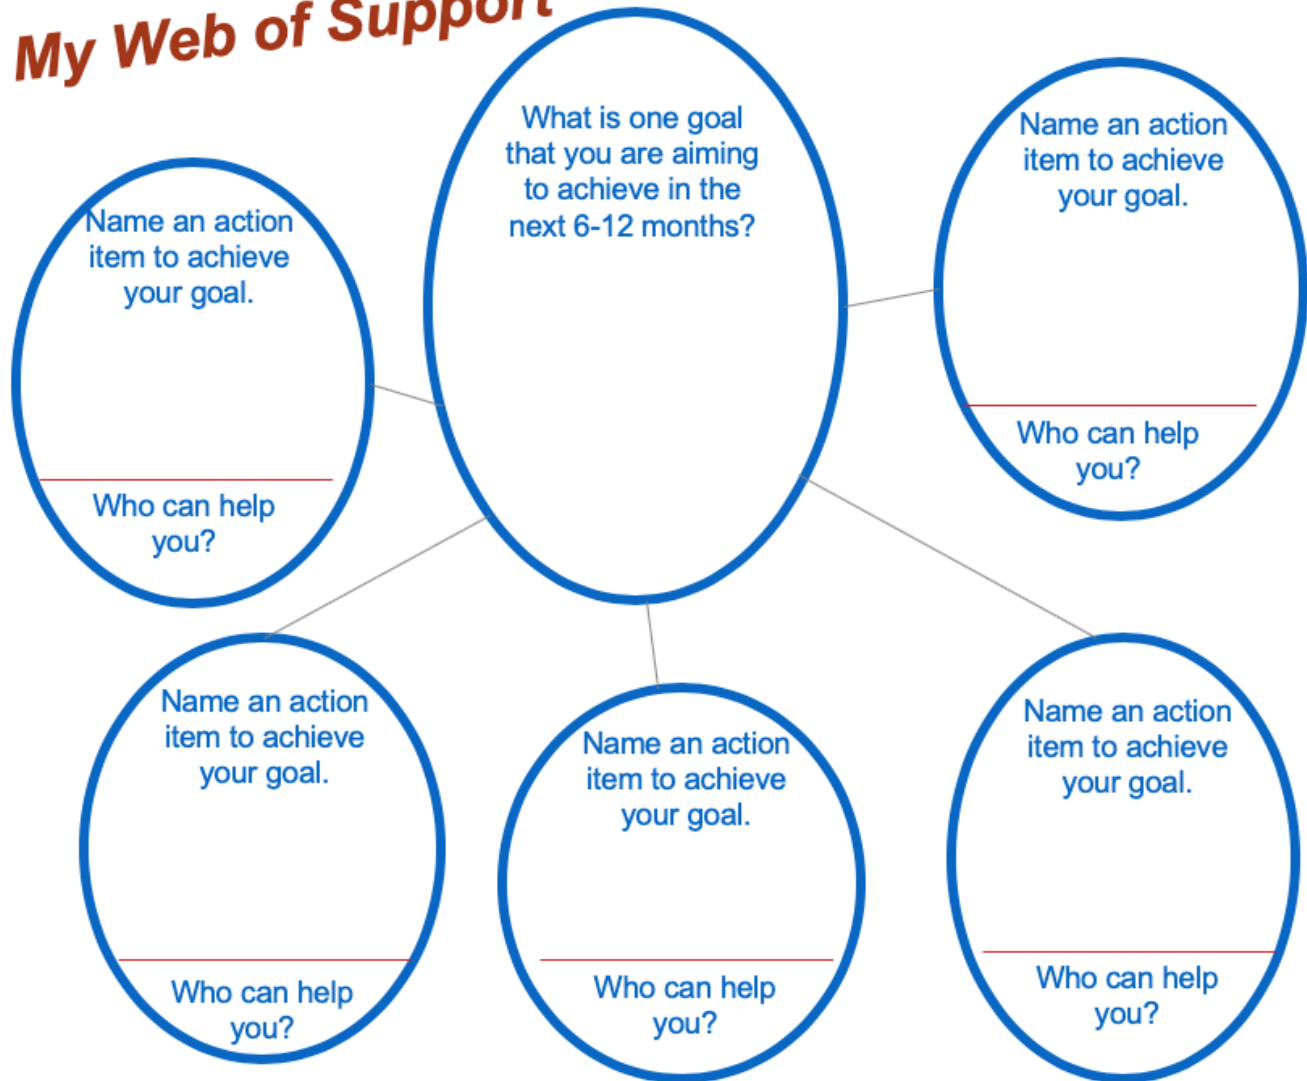 My Web of Support
What is one goal
that you are aiming
to achieve in the
next 6-12 months?
Name an action
item to achieve
your goal.
Who can help
you?
Name an action
item to achieve
your goal.
Who can help
you?
Name an action
item to achieve
your goal.
Who can help
you?
Name an action
item to achieve
your goal.
Who can help
you?
Name an action
item to achieve
your goal.
Who can help
you?